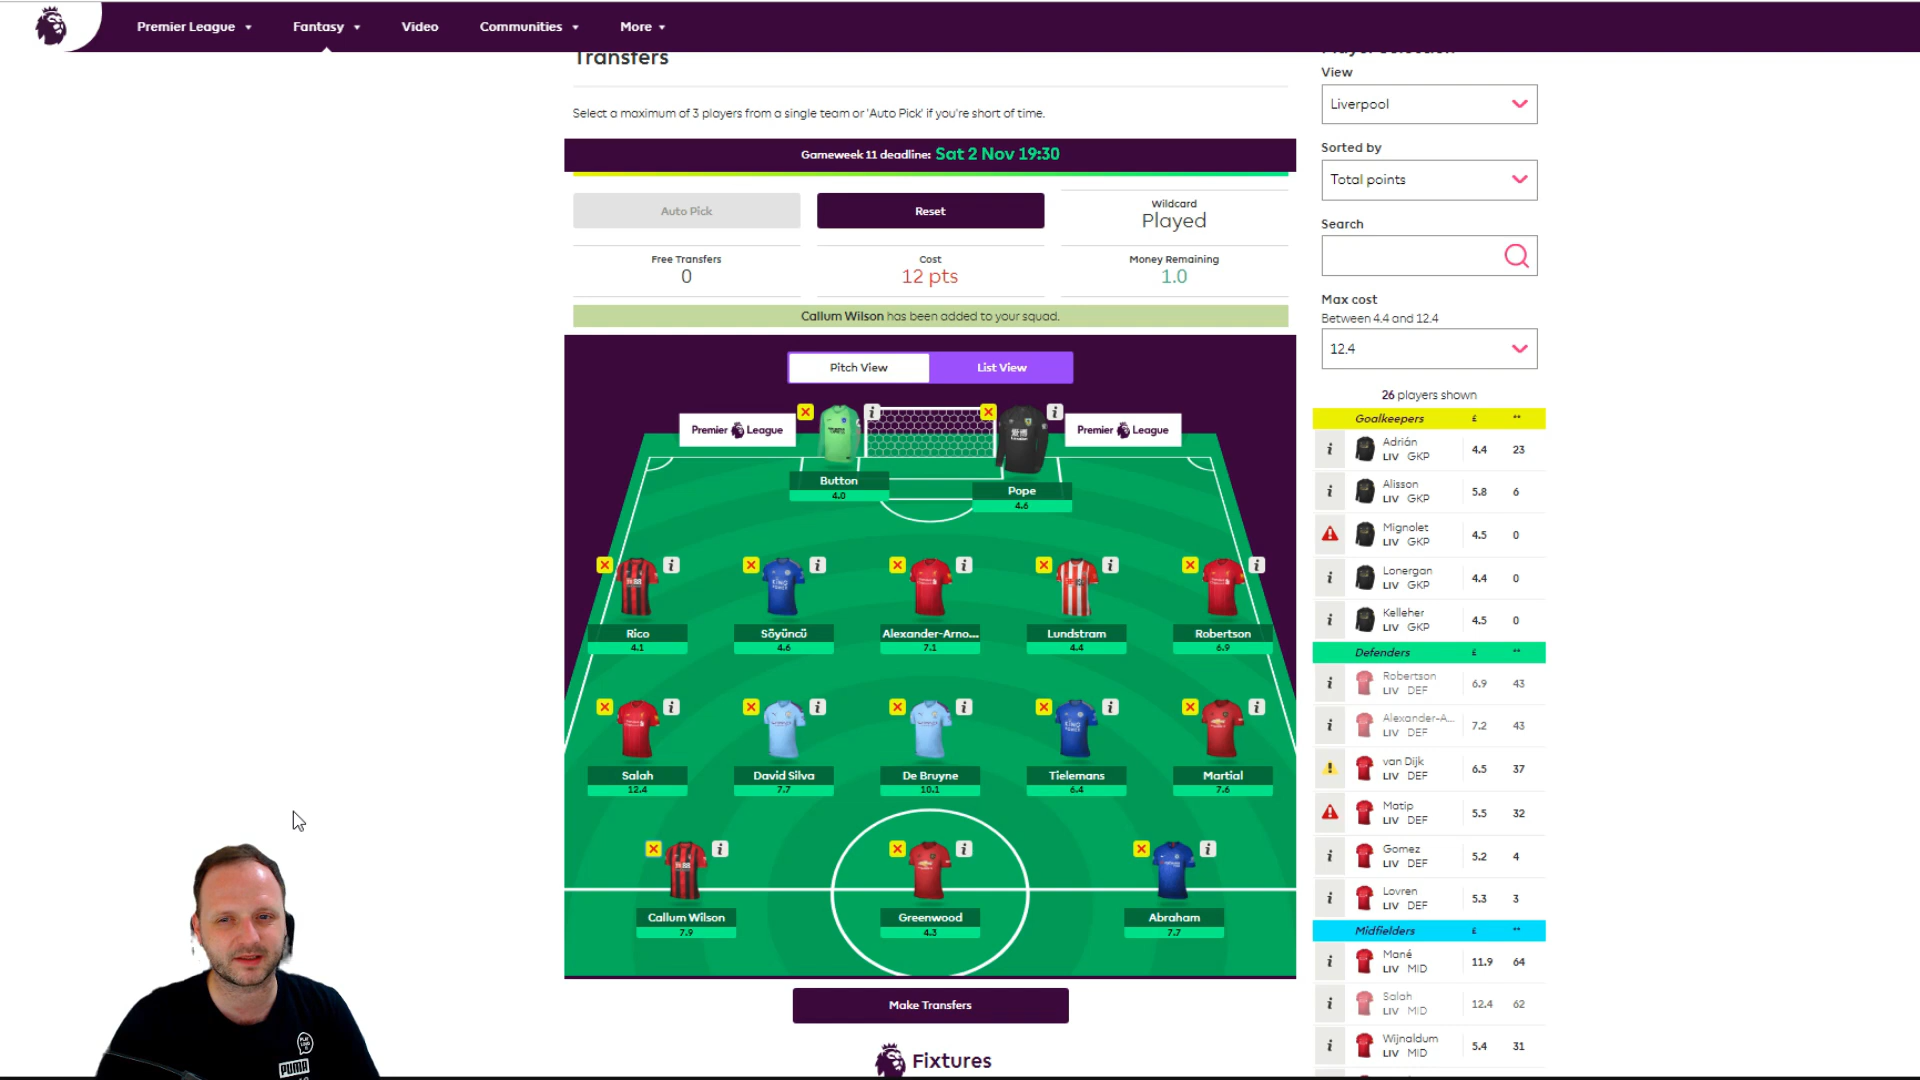 Premier League
Fantasy
Video
Communities
More
Transfers
Select a maximum of 3 players from a single team or 'Auto Pick' if you're short of time.
Gameweek 11 deadline: Sat 2 Nov 19:30
Auto Pick
Reset
Wildcard
Played
Free Transfers
0
Cost
12 pts
Money Remaining
1.0
Callum Wilson has been added to your squad.
Pitch View
List View
Premier League
Premier League
Button
4.0
Pope
4.6
Rico
4.1
Söyüncü
4.6
Alexander-Arno...
7.1
Lundstram
4.4
Robertson
6.9
Salah
12.4
David Silva
7.7
De Bruyne
10.1
Tielemans
6.4
Martial
7.6
Callum Wilson
7.9
Greenwood
4.3
Abraham
7.7
Make Transfers
Fixtures
Player Selection
View
Liverpool
Sorted by
Total points
Search
Max cost
Between 4.4 and 12.4
12.4
26 players shown
Goalkeepers £ **
Adrián
LIV GKP 4.4 23
Alisson
LIV GKP 5.8 6
Mignolet
LIV GKP 4.5 0
Lonergan
LIV GKP 4.4 0
Kelleher
LIV GKP 4.5 0
Defenders £ **
Robertson
LIV DEF 6.9 43
Alexander-A...
LIV DEF 7.2 43
van Dijk
LIV DEF 6.5 37
Matip
LIV DEF 5.5 32
Gomez
LIV DEF 5.2 4
Lovren
LIV DEF 5.3 3
Midfielders £ **
Mané
LIV MID 11.9 64
Salah
LIV MID 12.4 62
Wijnaldum
LIV MID 5.4 31
PUMA